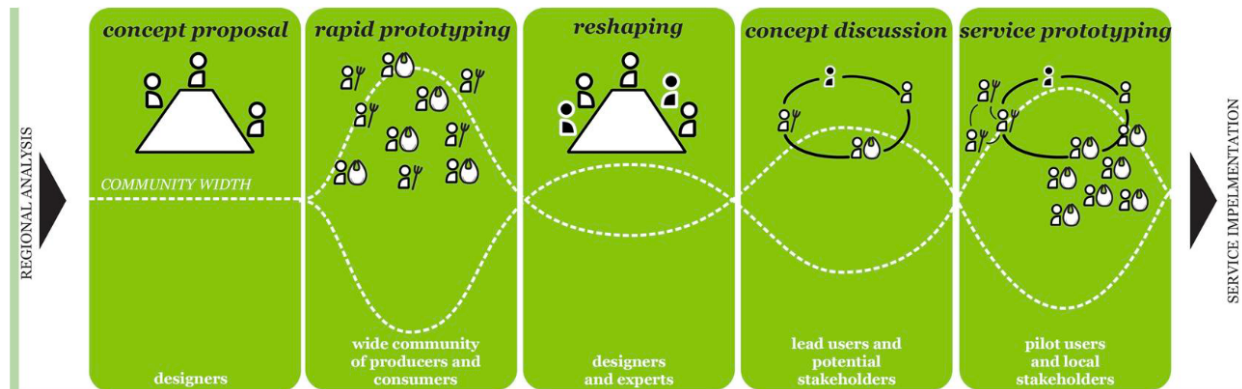 REGIONAL ANALYSIS
concept proposal
COMMUNITY WIDTH
designers
rapid prototyping
wide community
of producers and
consumers
reshaping
designers
and experts
concept discussion
lead users and
potential
stakeholders
service prototyping
pilot users
and local
stakeholders
SERVICE IMPELMENTATION